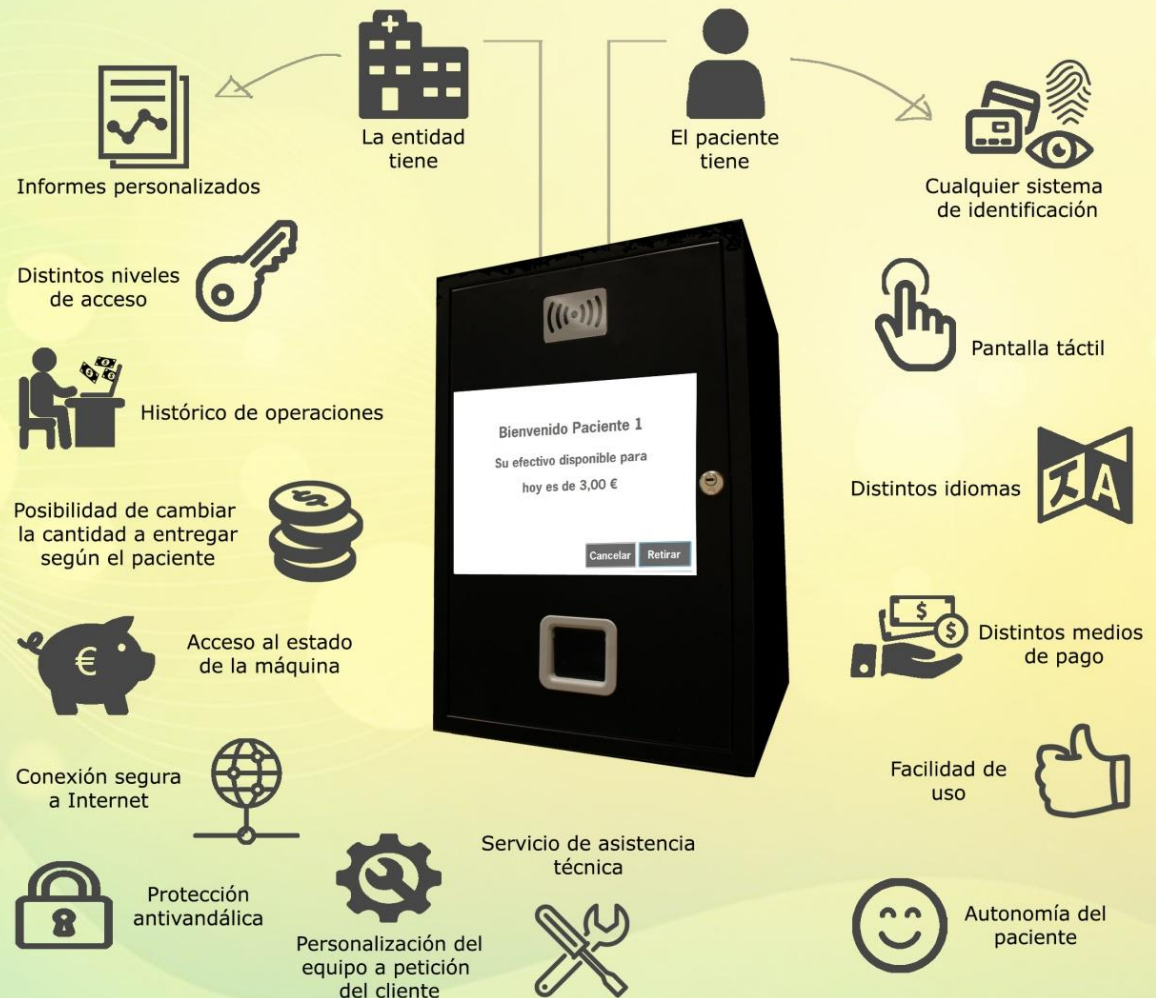 La entidad
tiene
El paciente
tiene
Informes personalizados
Cualquier sistema
de identificación
Distintos niveles
de acceso
Pantalla táctil
Histórico de operaciones
Bienvenido Paciente 1
Su efectivo disponible para
hoy es de 3,00 €
Cancelar
Retirar
Distintos idiomas
Posibilidad de cambiar
la cantidad a entregar
según el paciente
Acceso al estado
de la máquina
Distintos medios
de pago
Conexión segura
a Internet
Facilidad de
uso
Servicio de asistencia
técnica
Protección
antivandálica
Personalización del
equipo a petición
del cliente
Autonomía del
paciente